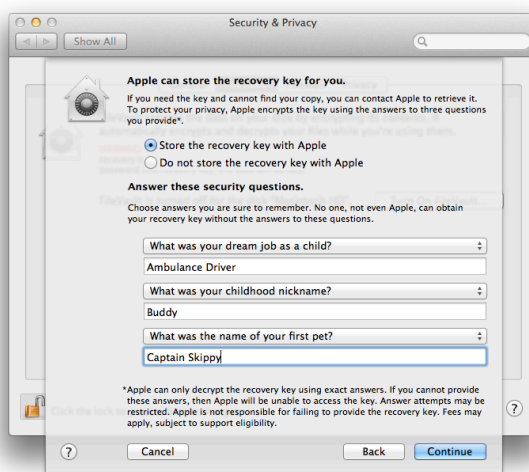 Security & Privacy
Show All
Apple can store the recovery key for you.
If you need the key and cannot find your copy, you can contact Apple to retrieve it.
To protect your privacy, Apple encrypts the key using the answers to three questions
you provide*.
Store the recovery key with Apple
Do not store the recovery key with Apple
Answer these security questions.
Choose answers you are sure to remember. No one, not even Apple, can obtain
your recovery key without the answers to these questions.
What was your dream job as a child?
Ambulance Driver
What was your childhood nickname?
Buddy
What was the name of your first pet?
Captain Skippy
*Apple can only decrypt the recovery key using exact answers. If you cannot provide
these answers, then Apple will be unable to access the key. Answer attempts may be
restricted. Apple is not responsible for failing to provide the recovery key. Fees may
apply, subject to support eligibility.
Click the lock to
?
? Cancel Back Continue